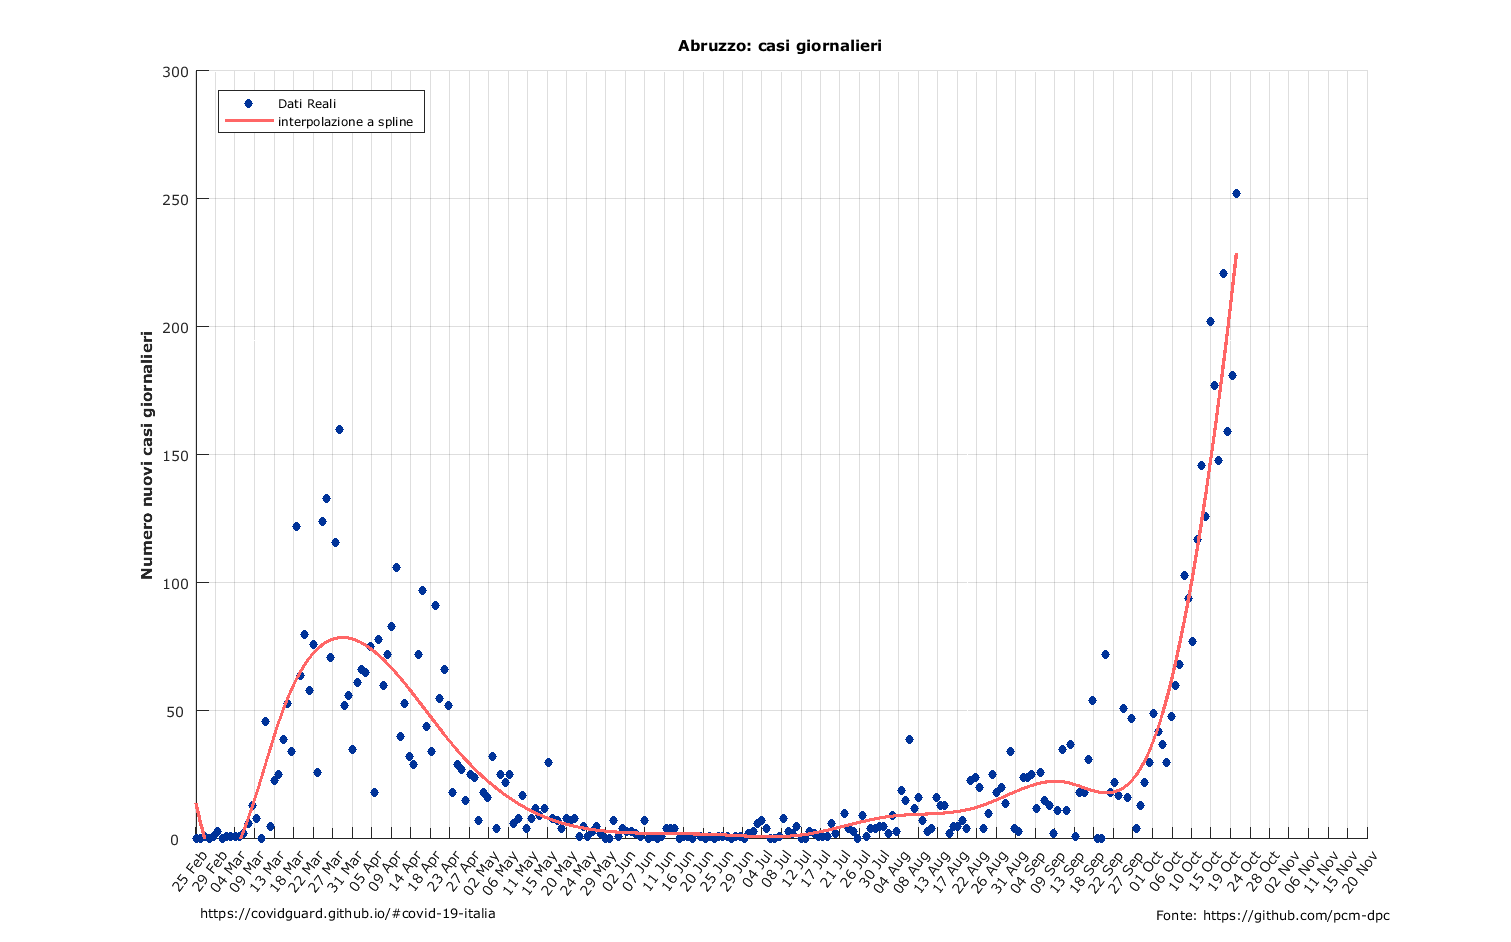 Abruzzo: casi giornalieri
300
250
200
150
100
50
0
Numero nuovi casi giornalieri
Dati Reali
interpolazione a spline
25 Feb
29 Feb
04 Mar
09 Mar
13 Mar
18 Mar
22 Mar
27 Mar
31 Mar
05 Apr
09 Apr
14 Apr
18 Apr
23 Apr
27 Apr
02 May
06 May
11 May
15 May
20 May
24 May
29 May
02 Jun
07 Jun
11 Jun
16 Jun
20 Jun
25 Jun
29 Jun
04 Jul
08 Jul
12 Jul
17 Jul
21 Jul
26 Jul
30 Jul
04 Aug
08 Aug
13 Aug
17 Aug
22 Aug
26 Aug
31 Aug
04 Sep
09 Sep
13 Sep
18 Sep
22 Sep
27 Sep
01 Oct
06 Oct
10 Oct
15 Oct
19 Oct
24 Oct
28 Oct
02 Nov
06 Nov
11 Nov
15 Nov
20 Nov
https://covidguard.github.io/#covid-19-italia
Fonte: https://github.com/pcm-dpc